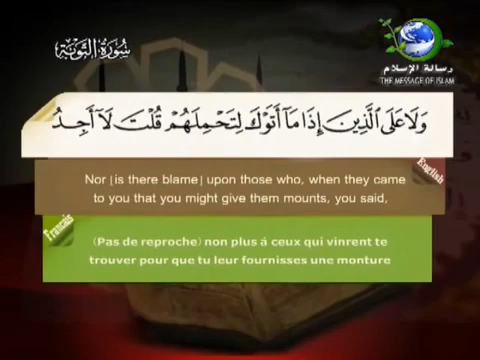 سُورَةُ التَّوْبَةِ
رسالة الإسلام
THE MESSAGE OF ISLAM
وَلَا عَلَى ٱلَّذِينَ إِذَا مَآ أَتَوْكَ لِتَحْمِلَهُمْ قُلْتَ لَآ أَجِدُ
English
Nor [is there blame] upon those who, when they came
to you that you might give them mounts, you said,
Francais
(Pas de reproche) non plus á ceux qui vinrent te
trouver pour que tu leur fournisses une monture